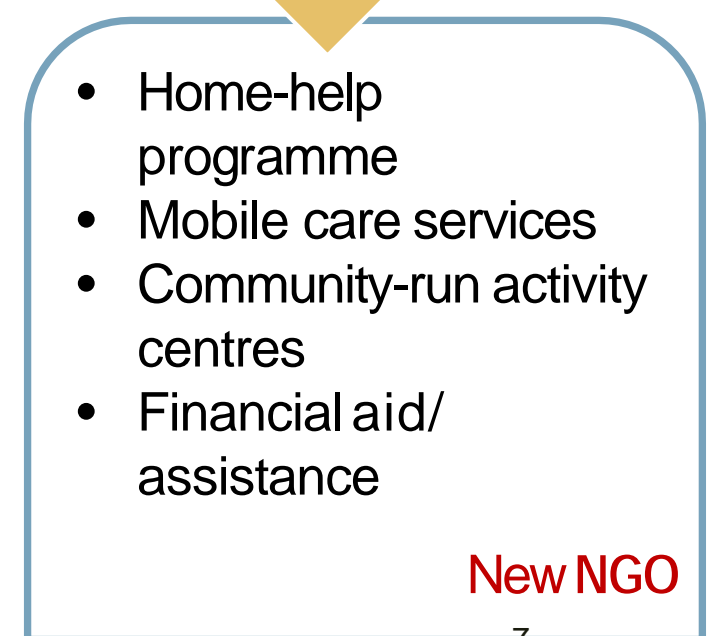 • Home-help
programme
• Mobile care services
• Community-run activity
centres
• Financial aid/
assistance
New NGO